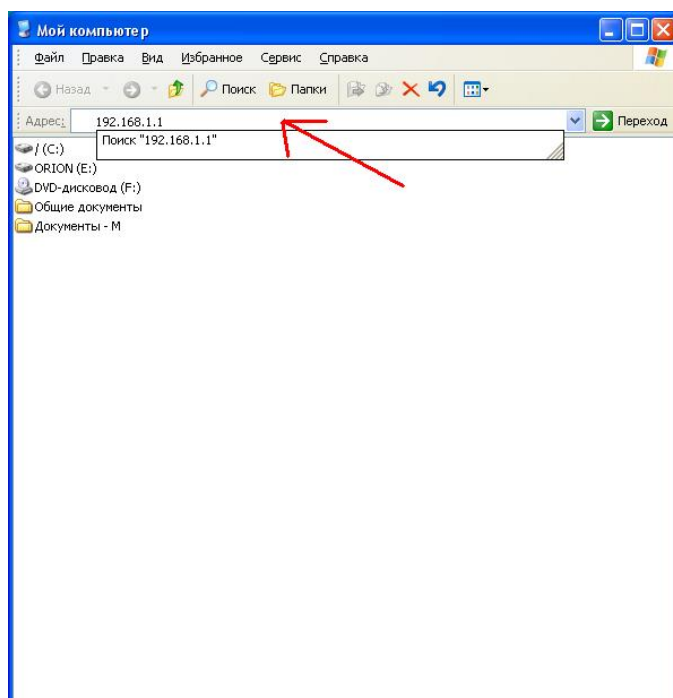 Мой компьютер
Файл Правка Вид Избранное Сервис Справка
Назад Поиск Папки
Адрес: 192.168.1.1 Переход
Поиск "192.168.1.1"
/ (C:)
ORION (E:)
DVD-дисковод (F:)
Общие документы
Документы - М